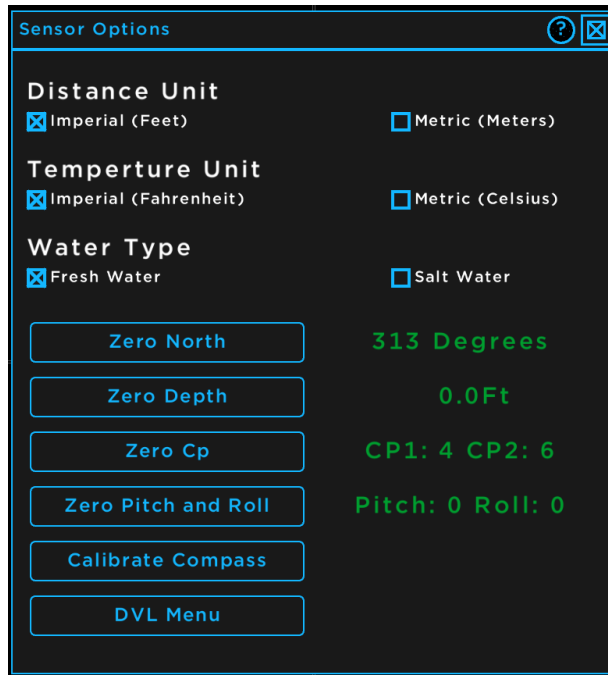 Sensor Options ?
Distance Unit
Imperial (Feet) Metric (Meters)
Temperture Unit
Imperial (Fahrenheit) Metric (Celsius)
Water Type
Fresh Water Salt Water
Zero North 313 Degrees
Zero Depth 0.0Ft
Zero Cp CP1: 4 CP2: 6
Zero Pitch and Roll Pitch: 0 Roll: 0
Calibrate Compass
DVL Menu